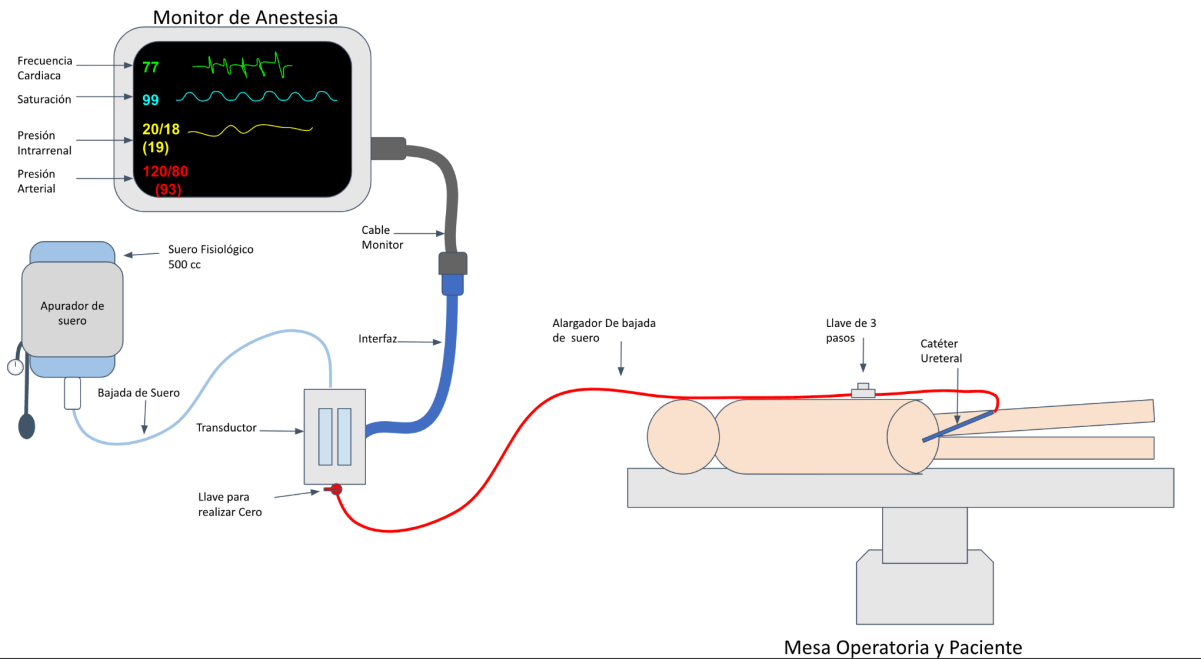 Monitor de Anestesia
Frecuencia
Cardiaca
77
Saturación
99
Presión
Intrarrenal
20/18
(19)
Presión
Arterial
120/80
(93)
Cable
Monitor
Suero Fisiológico
500 cc
Apurador de
suero
Bajada de Suero
Interfaz
Transductor
Llave para
realizar Cero
Alargador De bajada
de suero
Llave de 3
pasos
Catéter
Ureteral
Mesa Operatoria y Paciente